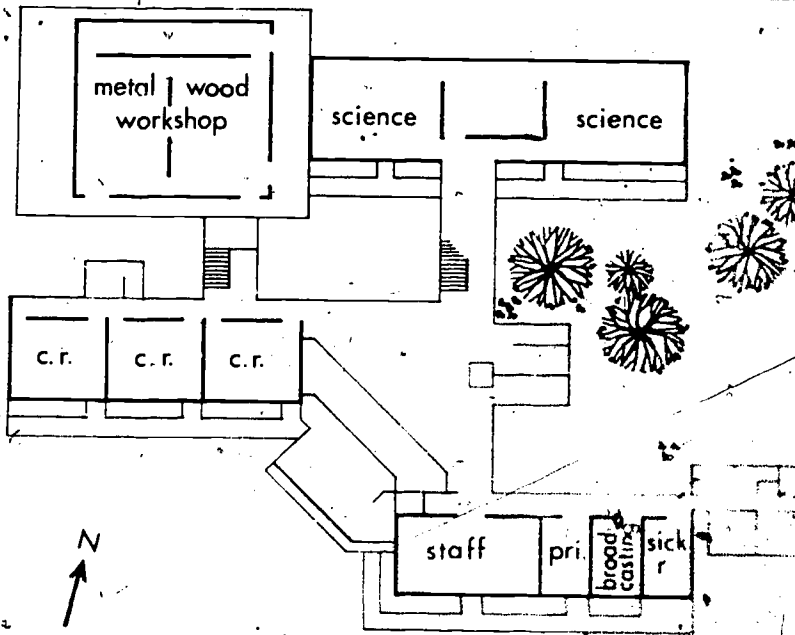 metal wood
workshop
science
science
c. r.
c. r.
c. r.
N
staff
pri.
broad
casting
sick
r